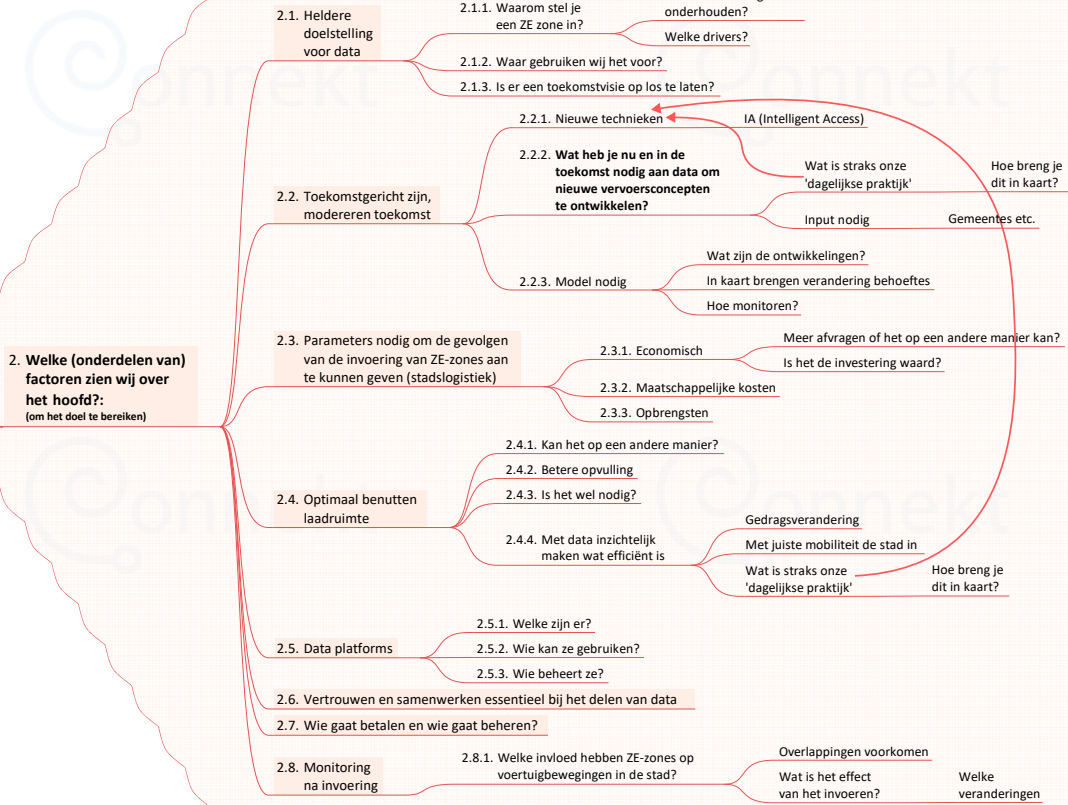 2. Welke (onderdelen van)
factoren zien wij over
het hoofd?:
(om het doel te bereiken)
2.1. Heldere
doelstelling
voor data
2.1.1. Waarom stel je
een ZE zone in?
onderhouden?
Welke drivers?
2.1.2. Waar gebruiken wij het voor?
2.1.3. Is er een toekomstvisie op los te laten?
2.2. Toekomstgericht zijn,
modereren toekomst
2.2.1. Nieuwe technieken
IA (Intelligent Access)
2.2.2. Wat heb je nu en in de
toekomst nodig aan data om
nieuwe vervoersconcepten
te ontwikkelen?
Wat is straks onze
'dagelijkse praktijk'
Hoe breng je
dit in kaart?
Input nodig
Gemeentes etc.
2.2.3. Model nodig
Wat zijn de ontwikkelingen?
In kaart brengen verandering behoeftes
Hoe monitoren?
2.3. Parameters nodig om de gevolgen
van de invoering van ZE-zones aan
te kunnen geven (stadslogistiek)
2.3.1. Economisch
Meer afvragen of het op een andere manier kan?
Is het de investering waard?
2.3.2. Maatschappelijke kosten
2.3.3. Opbrengsten
2.4. Optimaal benutten
laadruimte
2.4.1. Kan het op een andere manier?
2.4.2. Betere opvulling
2.4.3. Is het wel nodig?
2.4.4. Met data inzichtelijk
maken wat efficiënt is
Gedragsverandering
Met juiste mobiliteit de stad in
Wat is straks onze
'dagelijkse praktijk'
Hoe breng je
dit in kaart?
2.5. Data platforms
2.5.1. Welke zijn er?
2.5.2. Wie kan ze gebruiken?
2.5.3. Wie beheert ze?
2.6. Vertrouwen en samenwerken essentieel bij het delen van data
2.7. Wie gaat betalen en wie gaat beheren?
2.8. Monitoring
na invoering
2.8.1. Welke invloed hebben ZE-zones op
voertuigbewegingen in de stad?
Overlappingen voorkomen
Wat is het effect
van het invoeren?
Welke
veranderingen
Connekt
Connekt
Connekt
Connekt